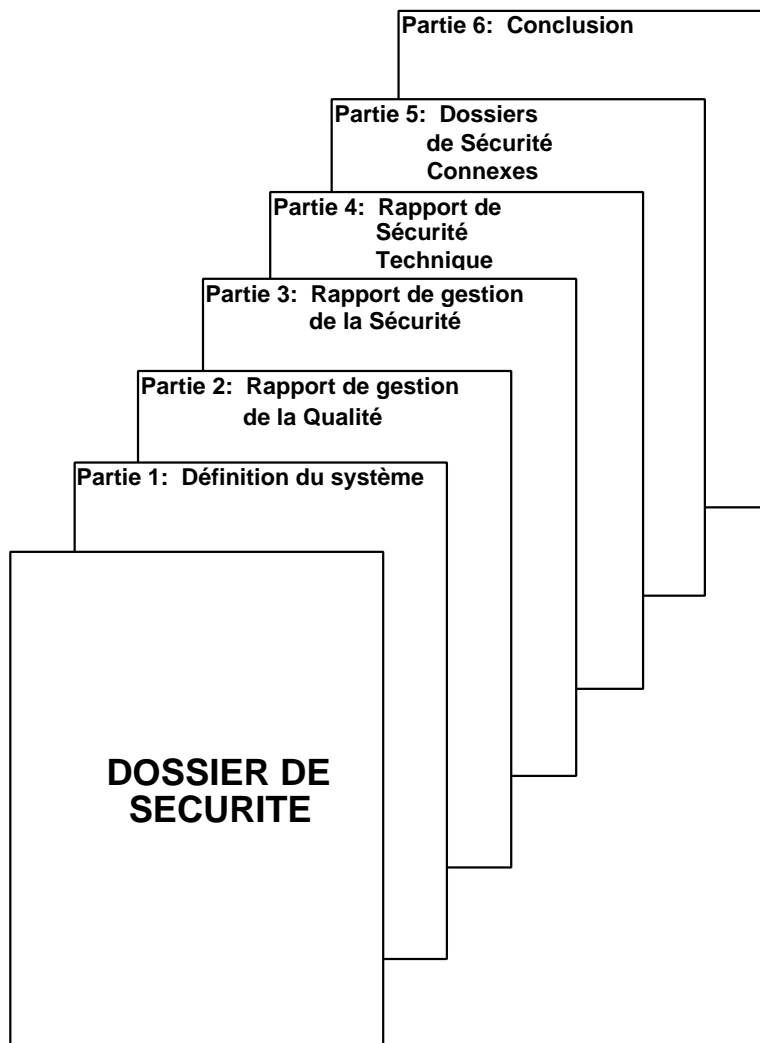 Partie 6: Conclusion
Partie 5: Dossiers
de Sécurité
Connexes
Partie 4: Rapport de
Sécurité
Technique
Partie 3: Rapport de gestion
de la Sécurité
Partie 2: Rapport de gestion
de la Qualité
Partie 1: Définition du système
DOSSIER DE
SECURITE